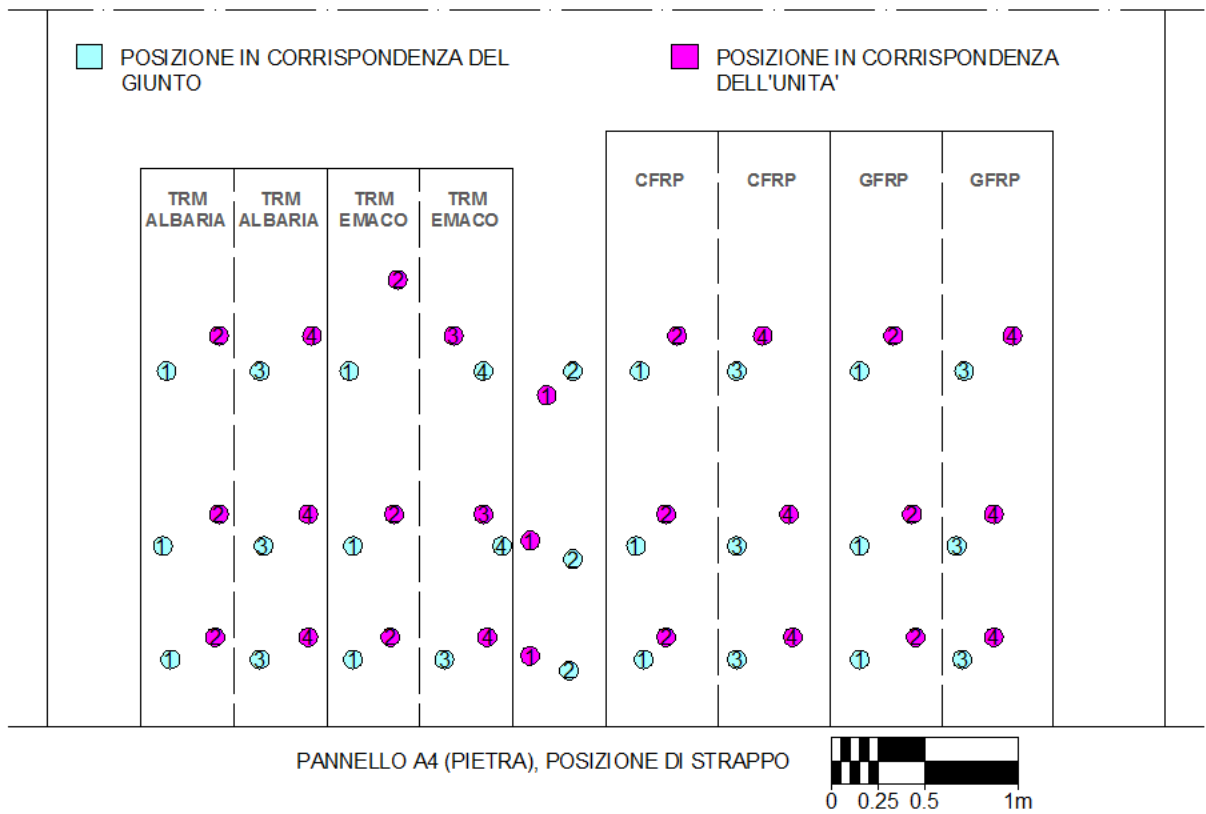 POSIZIONE IN CORRISPONDENZA DEL
GIUNTO
POSIZIONE IN CORRISPONDENZA
DELL'UNITA'
TRM
ALBARIA
TRM
ALBARIA
TRM
EMACO
TRM
EMACO
CFRP
CFRP
GFRP
GFRP
2
2 4 3 2 4 2 4
1 3 1 4 2 1 3 1 3
1
2 4 2 3 2 4 2 4
1 3 1 4 1 2 1 3 1 3
2 4 2 4 2 4 2 4
1 3 1 3 1 2 1 3 1 3
PANNELLO A4 (PIETRA), POSIZIONE DI STRAPPO
0 0.25 0.5 1m